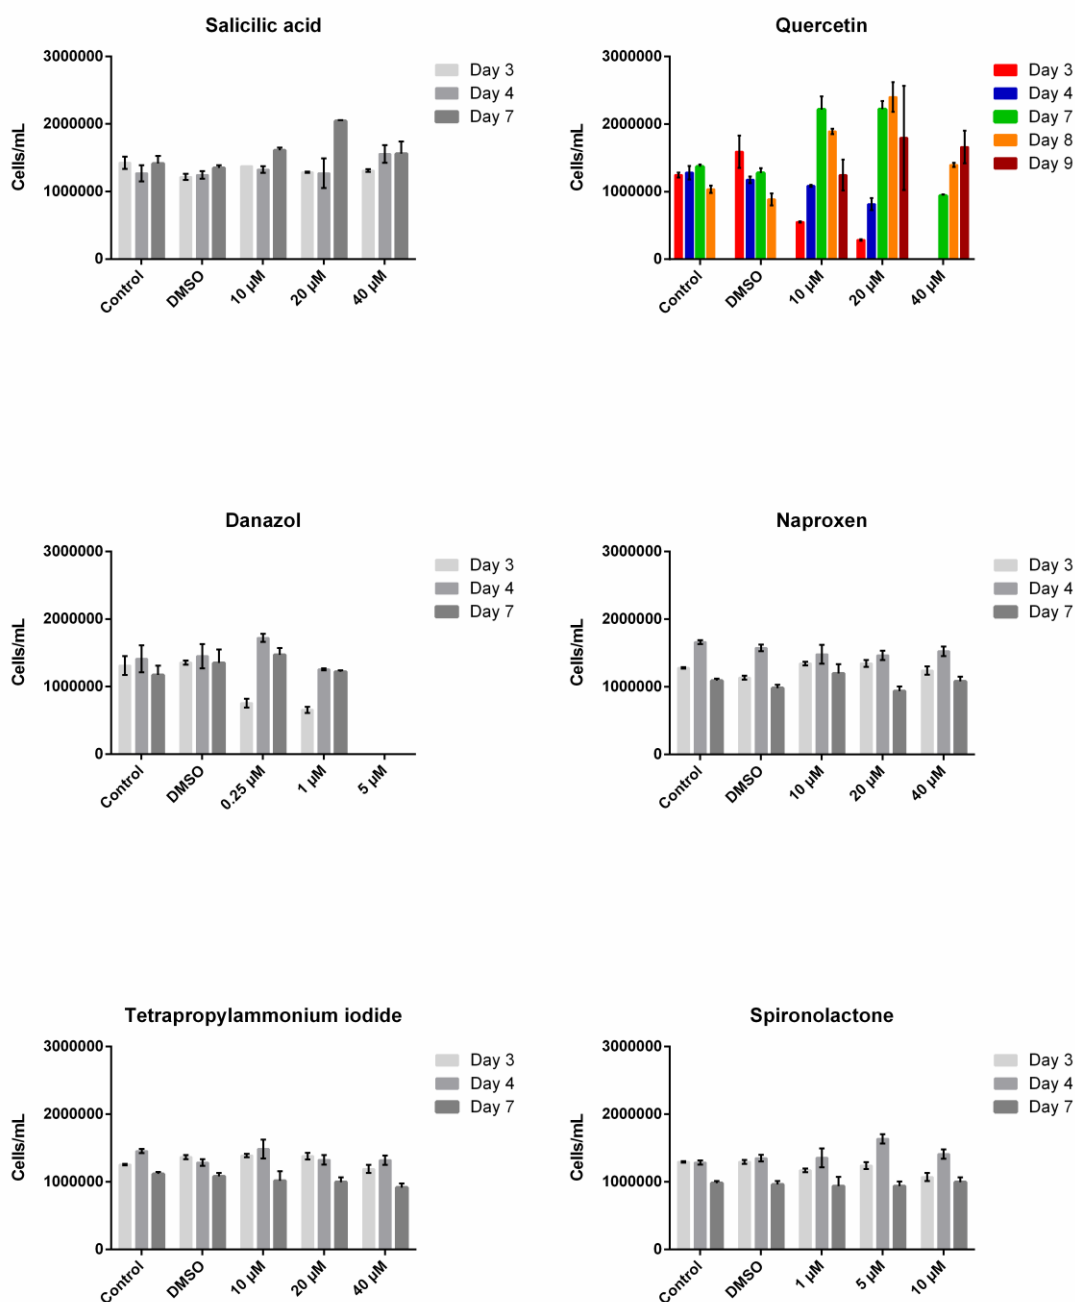 Salicilic acid
3000000
2000000
1000000
0
Cells/mL
Control
DMSO
10 µM
20 µM
40 µM
Day 3
Day 4
Day 7
Quercetin
3000000
2000000
1000000
0
Cells/mL
Control
DMSO
10 µM
20 µM
40 µM
Day 3
Day 4
Day 7
Day 8
Day 9
Danazol
3000000
2000000
1000000
0
Cells/mL
Control
DMSO
0.25 µM
1 µM
5 µM
Day 3
Day 4
Day 7
Naproxen
3000000
2000000
1000000
0
Cells/mL
Control
DMSO
10 µM
20 µM
40 µM
Day 3
Day 4
Day 7
Tetrapropylammonium iodide
3000000
2000000
1000000
0
Cells/mL
Control
DMSO
10 µM
20 µM
40 µM
Day 3
Day 4
Day 7
Spironolactone
3000000
2000000
1000000
0
Cells/mL
Control
DMSO
1 µM
5 µM
10 µM
Day 3
Day 4
Day 7